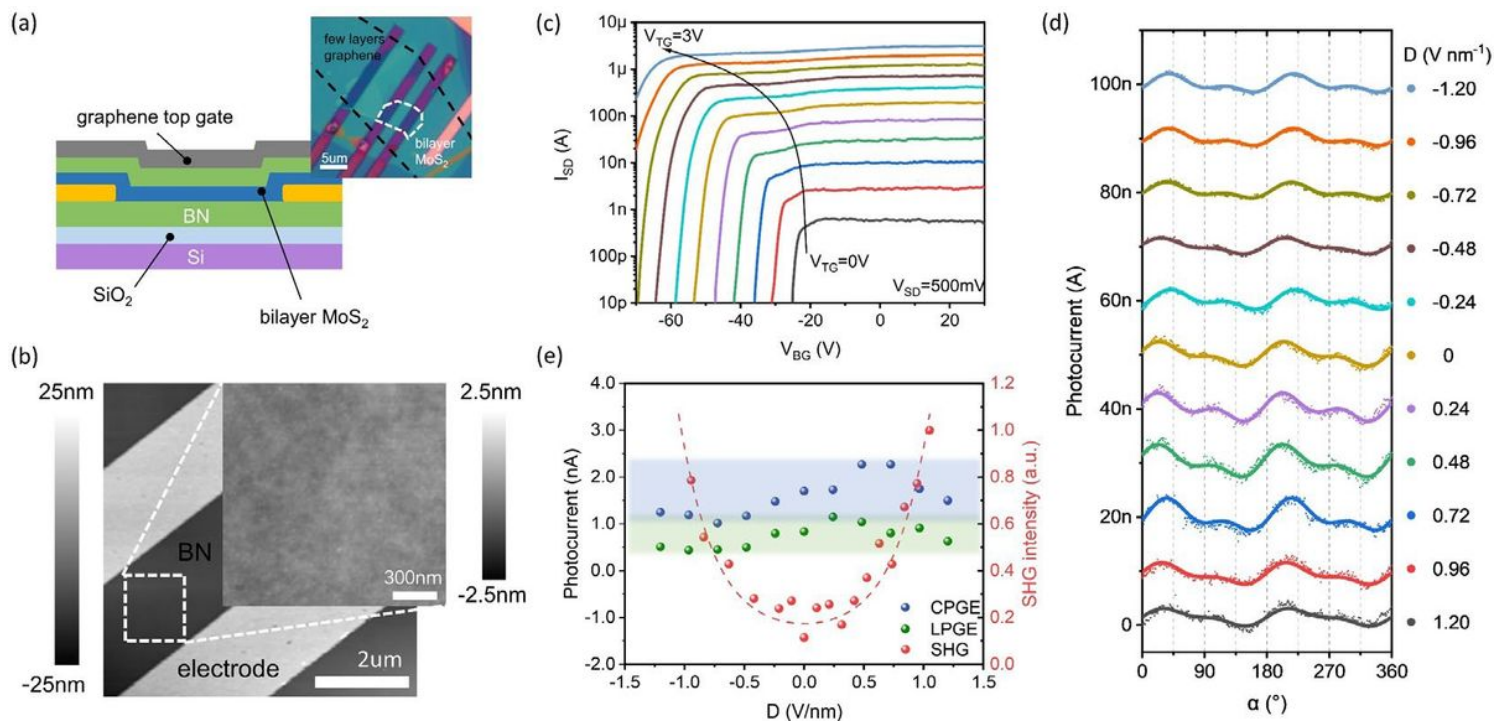 (a)
few layers
graphene
graphene top gate
bilayer
MoS₂
5um
BN
Si
SiO₂
bilayer MoS₂
(b)
25nm
-25nm
2.5nm
-2.5nm
BN
300nm
electrode
2um
(c)
10µ
1µ
100n
10n
1n
100p
10p
I_SD (A)
V_TG=3V
V_TG=0V
V_SD=500mV
-60
-40
-20
0
20
V_BG (V)
(e)
4.0
3.0
2.0
1.0
0.0
-1.0
-2.0
Photocurrent (nA)
1.2
1.0
0.8
0.6
0.4
0.2
0.0
SHG intensity (a.u.)
CPGE
LPGE
SHG
-1.5
-1.0
-0.5
0.0
0.5
1.0
1.5
D (V/nm)
(d)
100n
80n
60n
40n
20n
0
Photocurrent (A)
0
90
180
270
360
α (°)
D (V nm⁻¹)
-1.20
-0.96
-0.72
-0.48
-0.24
0
0.24
0.48
0.72
0.96
1.20